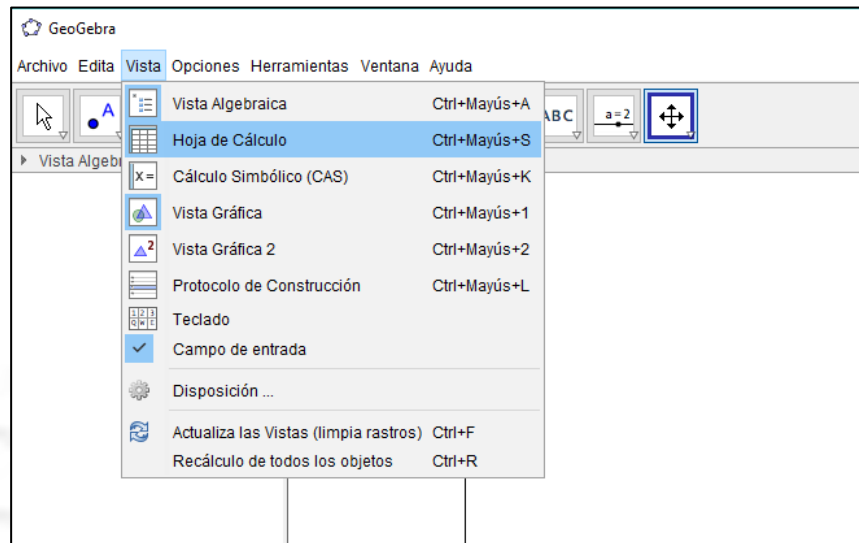 GeoGebra
Archivo Edita Vista Opciones Herramientas Ventana Ayuda
A ABC a=2
Vista Algeb
Vista Algebraica Ctrl+Mayús+A
Hoja de Cálculo Ctrl+Mayús+S
X= Cálculo Simbólico (CAS) Ctrl+Mayús+K
Vista Gráfica Ctrl+Mayús+1
2 Vista Gráfica 2 Ctrl+Mayús+2
Protocolo de Construcción Ctrl+Mayús+L
Teclado
Campo de entrada
Disposición ...
Actualiza las Vistas (limpia rastros) Ctrl+F
Recálculo de todos los objetos Ctrl+R